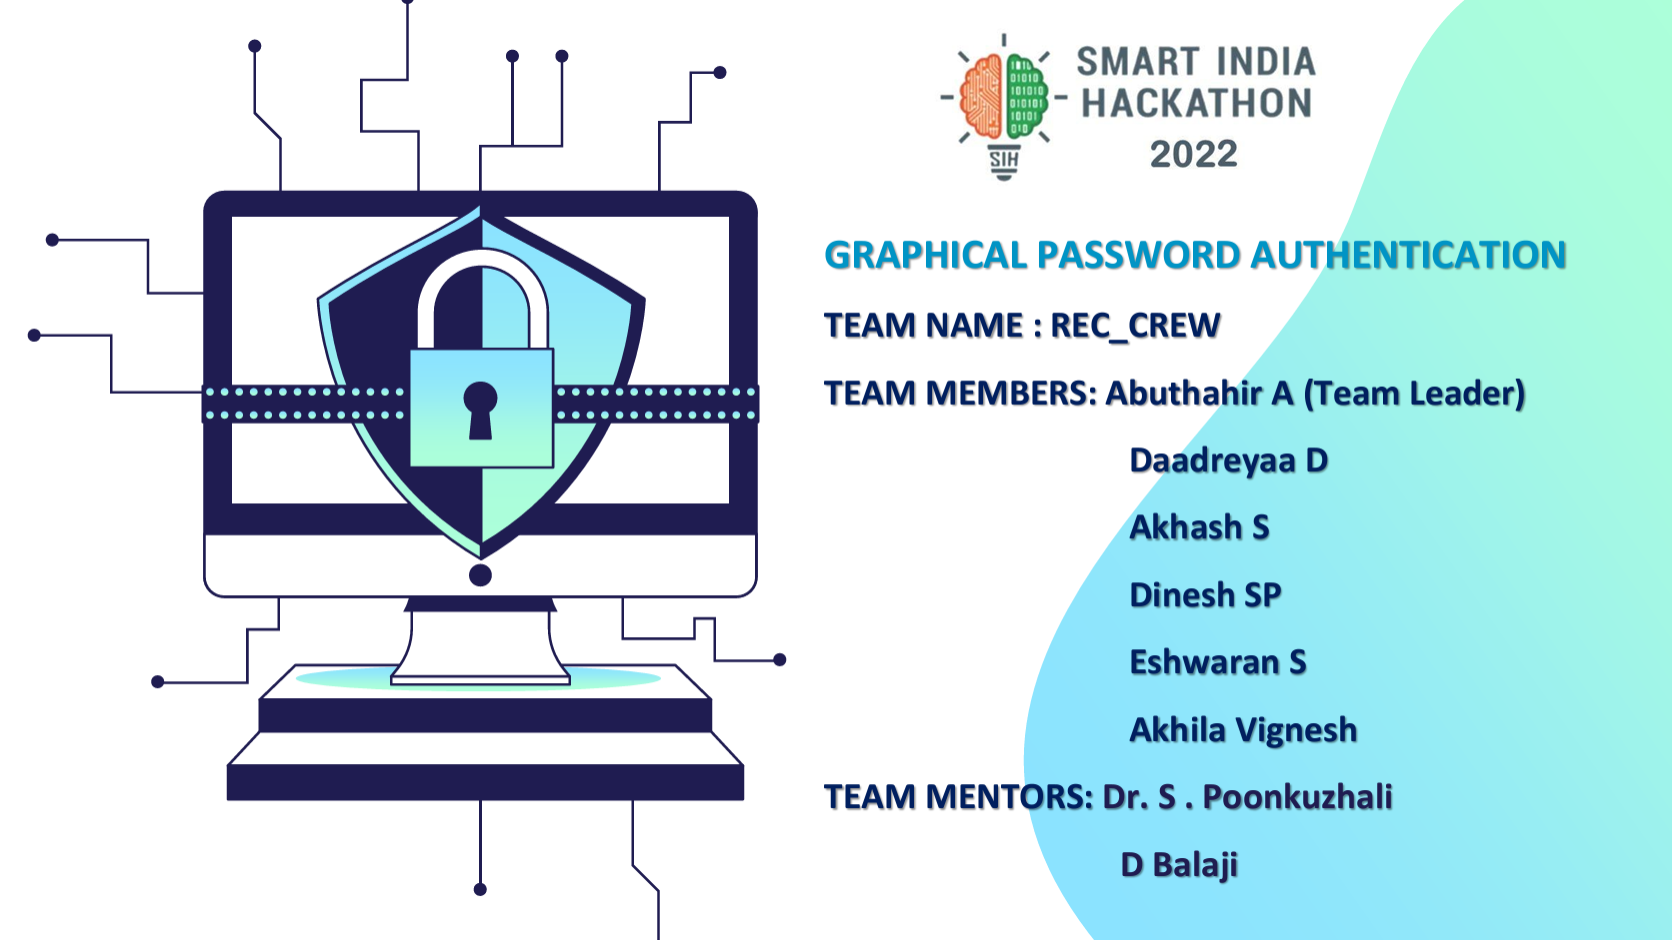 SMART INDIA
HACKATHON
2022
SIH
GRAPHICAL PASSWORD AUTHENTICATION
TEAM NAME : REC_CREW
TEAM MEMBERS: Abuthahir A (Team Leader)
Daadreyaa D
Akhash S
Dinesh SP
Eshwaran S
Akhila Vignesh
TEAM MENTORS: Dr. S . Poonkuzhali
D Balaji